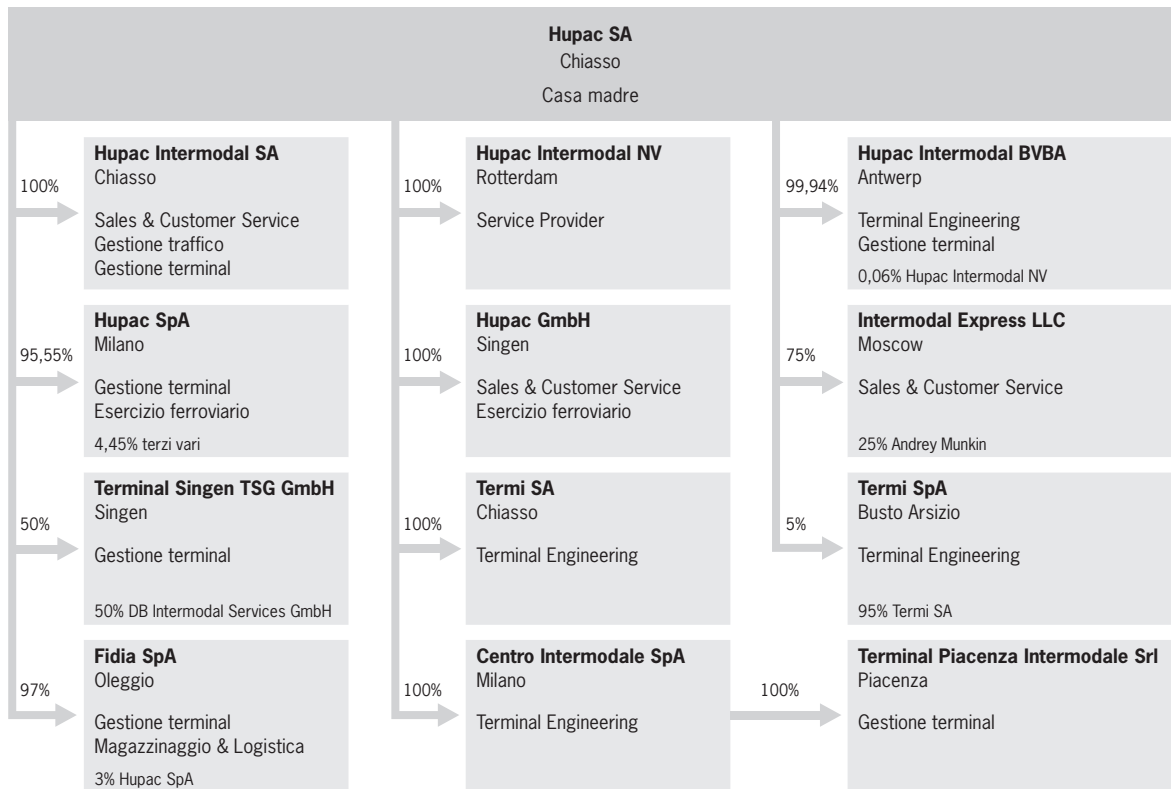 Hupac SA
Chiasso
Casa madre
100%
Hupac Intermodal SA
Chiasso
Sales & Customer Service
Gestione traffico
Gestione terminal
95,55%
Hupac SpA
Milano
Gestione terminal
Esercizio ferroviario
4,45% terzi vari
50%
Terminal Singen TSG GmbH
Singen
Gestione terminal
50% DB Intermodal Services GmbH
97%
Fidia SpA
Oleggio
Gestione terminal
Magazzinaggio & Logistica
3% Hupac SpA
100%
Hupac Intermodal NV
Rotterdam
Service Provider
100%
Hupac GmbH
Singen
Sales & Customer Service
Esercizio ferroviario
100%
Termi SA
Chiasso
Terminal Engineering
100%
Centro Intermodale SpA
Milano
Terminal Engineering
99,94%
Hupac Intermodal BVBA
Antwerp
Terminal Engineering
Gestione terminal
0,06% Hupac Intermodal NV
75%
Intermodal Express LLC
Moscow
Sales & Customer Service
25% Andrey Munkin
5%
Termi SpA
Busto Arsizio
Terminal Engineering
95% Termi SA
100%
Terminal Piacenza Intermodale Srl
Piacenza
Gestione terminal